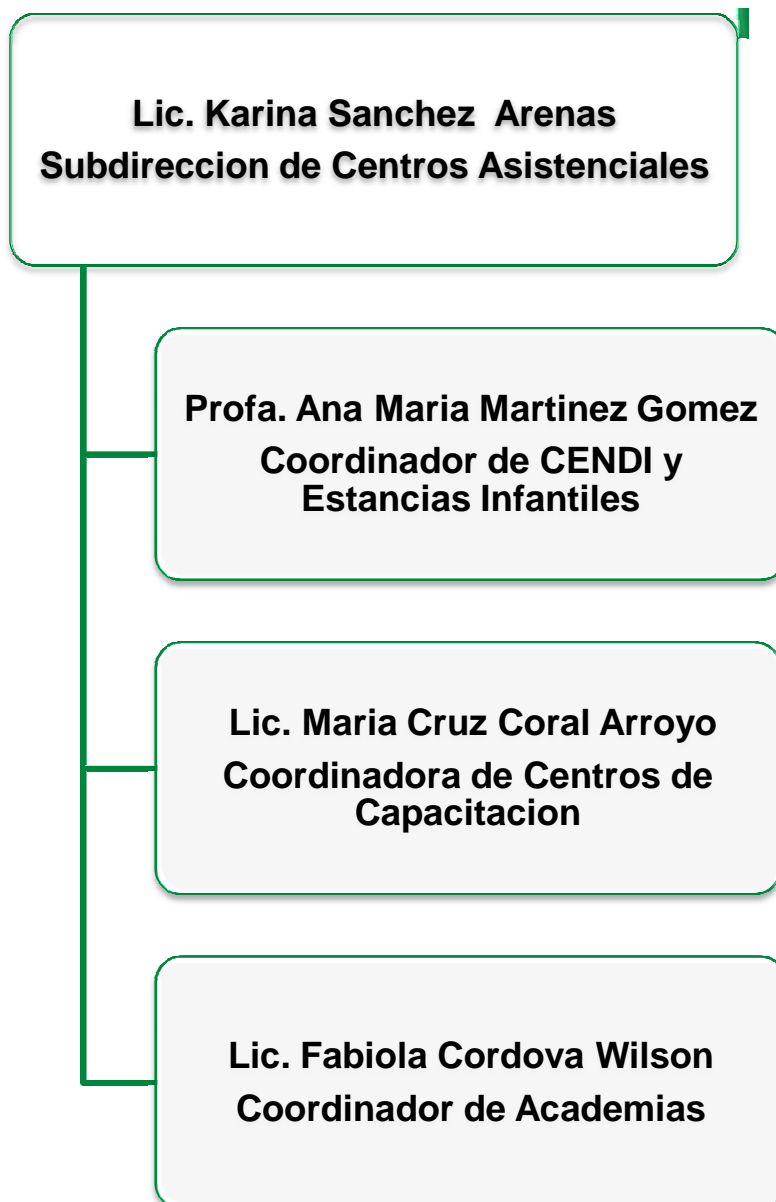 Lic. Karina Sanchez Arenas
Subdireccion de Centros Asistenciales
Profa. Ana Maria Martinez Gomez
Coordinador de CENDI y
Estancias Infantiles
Lic. Maria Cruz Coral Arroyo
Coordinadora de Centros de
Capacitacion
Lic. Fabiola Cordova Wilson
Coordinador de Academias